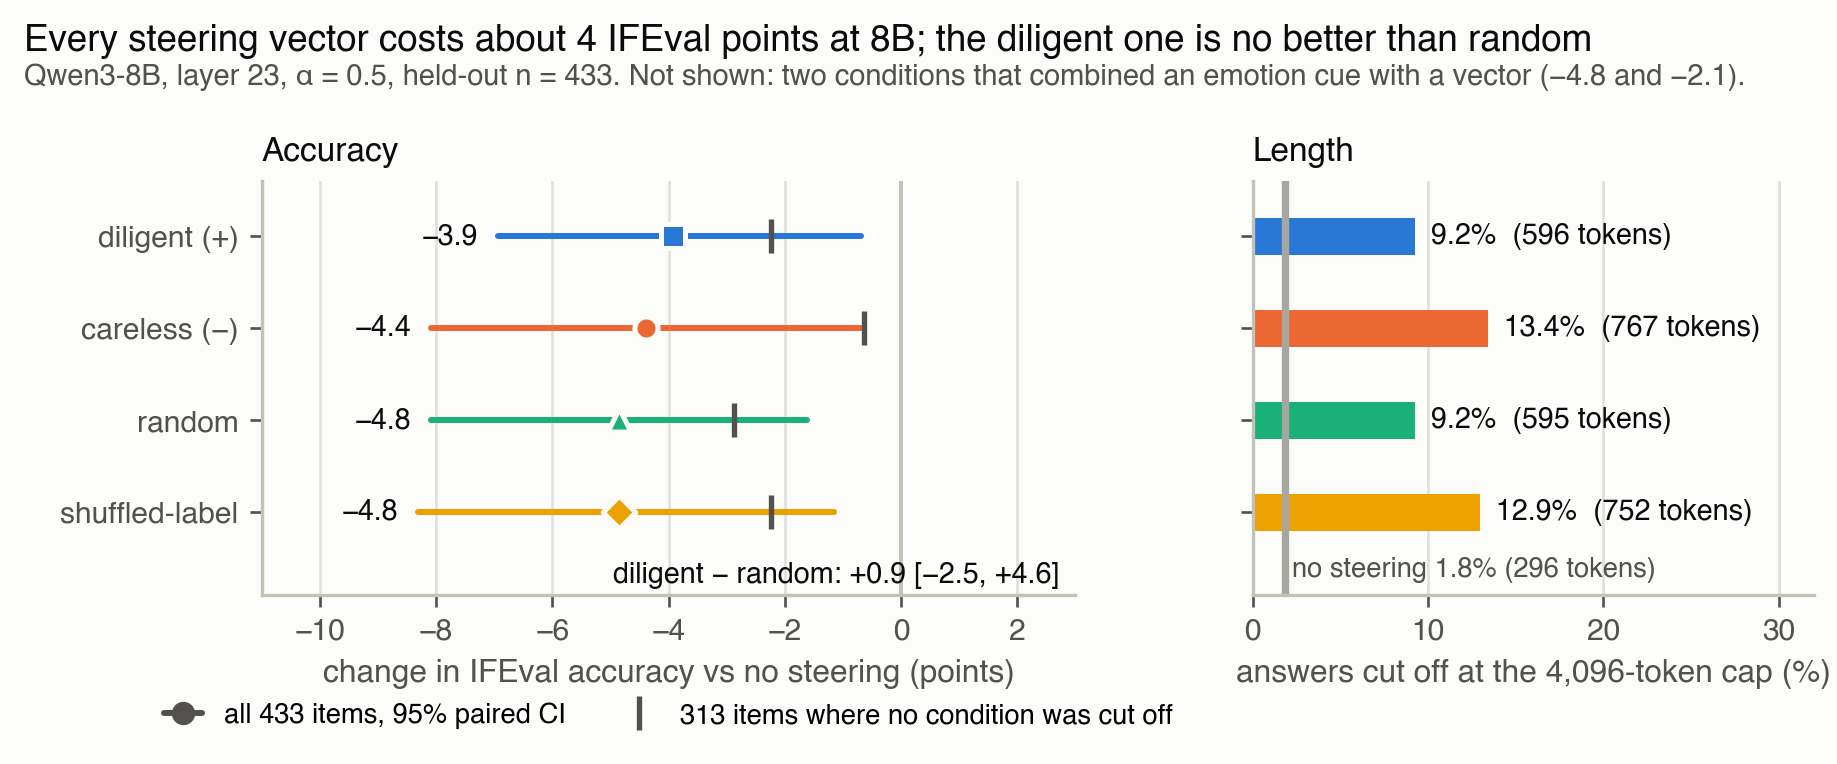 Every steering vector costs about 4 IFEval points at 8B; the diligent one is no better than random
Qwen3-8B, layer 23, α = 0.5, held-out n = 433. Not shown: two conditions that combined an emotion cue with a vector (−4.8 and −2.1).
Accuracy
diligent (+)
−3.9
careless (−)
−4.4
random
−4.8
shuffled-label
−4.8
diligent − random: +0.9 [−2.5, +4.6]
−10 −8 −6 −4 −2 0 2
change in IFEval accuracy vs no steering (points)
all 433 items, 95% paired CI
313 items where no condition was cut off
Length
9.2% (596 tokens)
13.4% (767 tokens)
9.2% (595 tokens)
12.9% (752 tokens)
no steering 1.8% (296 tokens)
0 10 20 30
answers cut off at the 4,096-token cap (%)